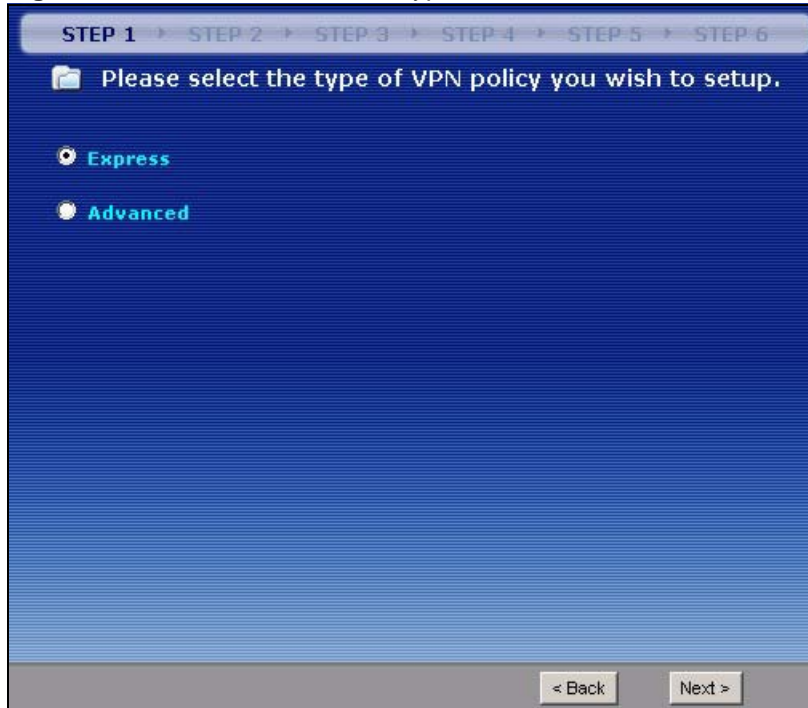 STEP 1 STEP 2 STEP 3 STEP 4 STEP 5 STEP 6
Please select the type of VPN policy you wish to setup.
Express
Advanced
< Back Next >